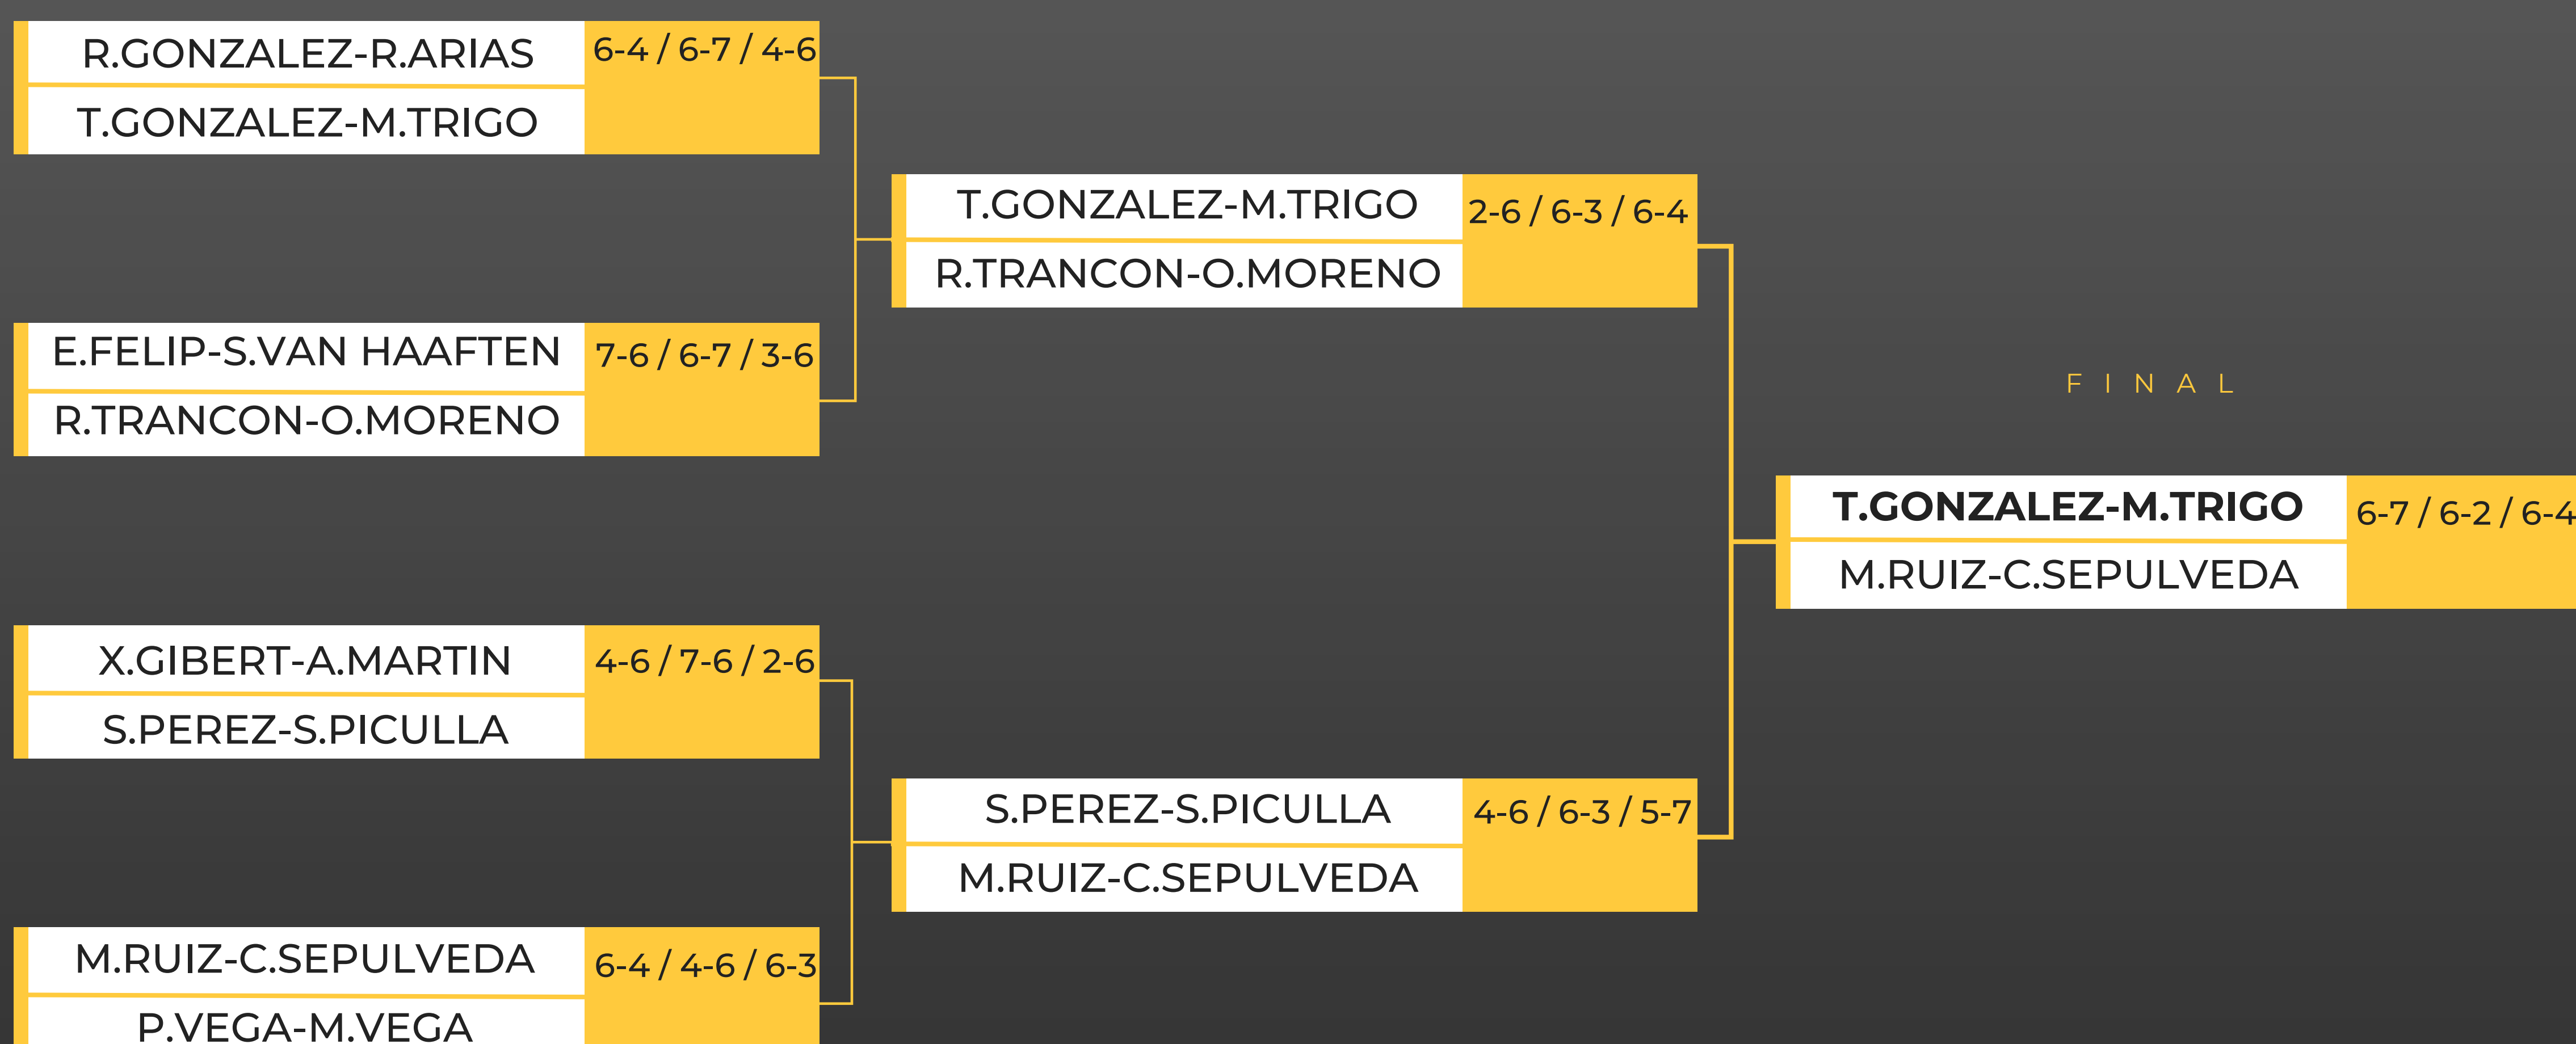 R.GONZALEZ-R.ARIAS
6-4 / 6-7 / 4-6
T.GONZALEZ-M.TRIGO
E.FELIP-S.VAN HAAFTEN
7-6 / 6-7 / 3-6
R.TRANCON-O.MORENO
X.GIBERT-A.MARTIN
4-6 / 7-6 / 2-6
S.PEREZ-S.PICULLA
M.RUIZ-C.SEPULVEDA
6-4 / 4-6 / 6-3
P.VEGA-M.VEGA
T.GONZALEZ-M.TRIGO
2-6 / 6-3 / 6-4
R.TRANCON-O.MORENO
S.PEREZ-S.PICULLA
4-6 / 6-3 / 5-7
M.RUIZ-C.SEPULVEDA
FINAL
T.GONZALEZ-M.TRIGO
6-7 / 6-2 / 6-4
M.RUIZ-C.SEPULVEDA